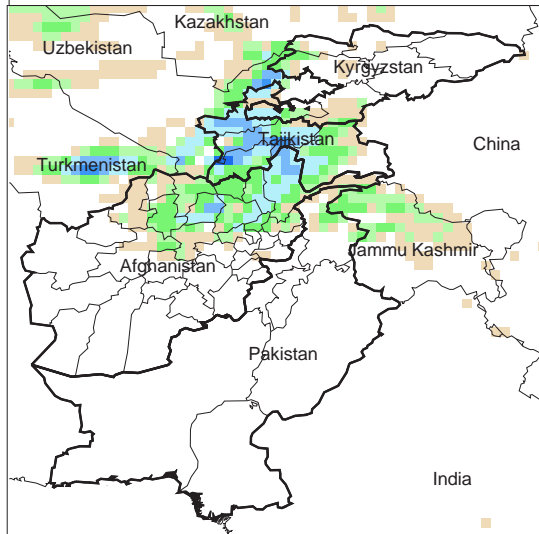 Kazakhstan
Uzbekistan
Kyrgyzstan
Tajikistan
China
Turkmenistan
Jammu Kashmir
Afghanistan
Pakistan
India